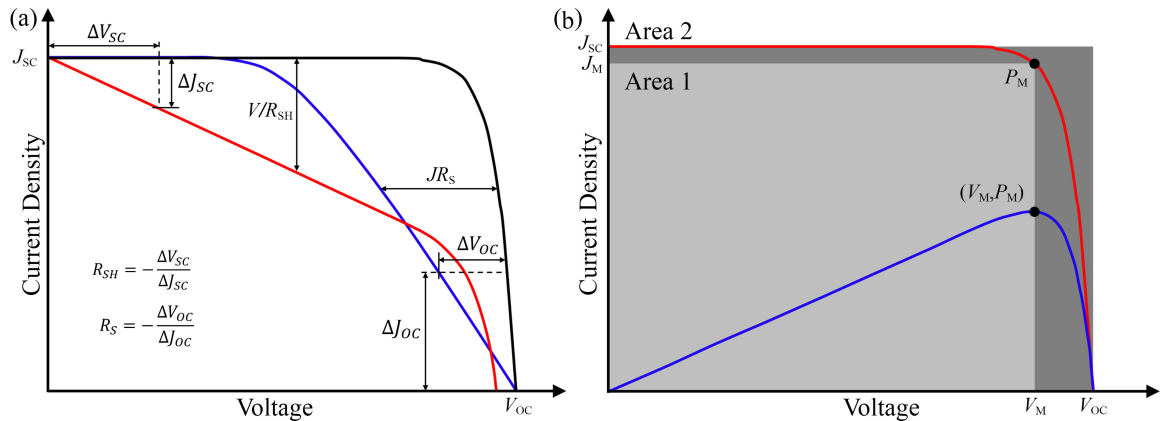 (a)
ΔV_SC
J_SC
ΔJ_SC
V/R_SH
JR_S
ΔV_OC
R_SH = −ΔV_SC/ΔJ_SC
R_S = −ΔV_OC/ΔJ_OC
ΔJ_OC
Current Density
Voltage
V_OC
(b)
Area 2
J_SC
J_M
Area 1
P_M
(V_M,P_M)
Current Density
Voltage
V_M
V_OC